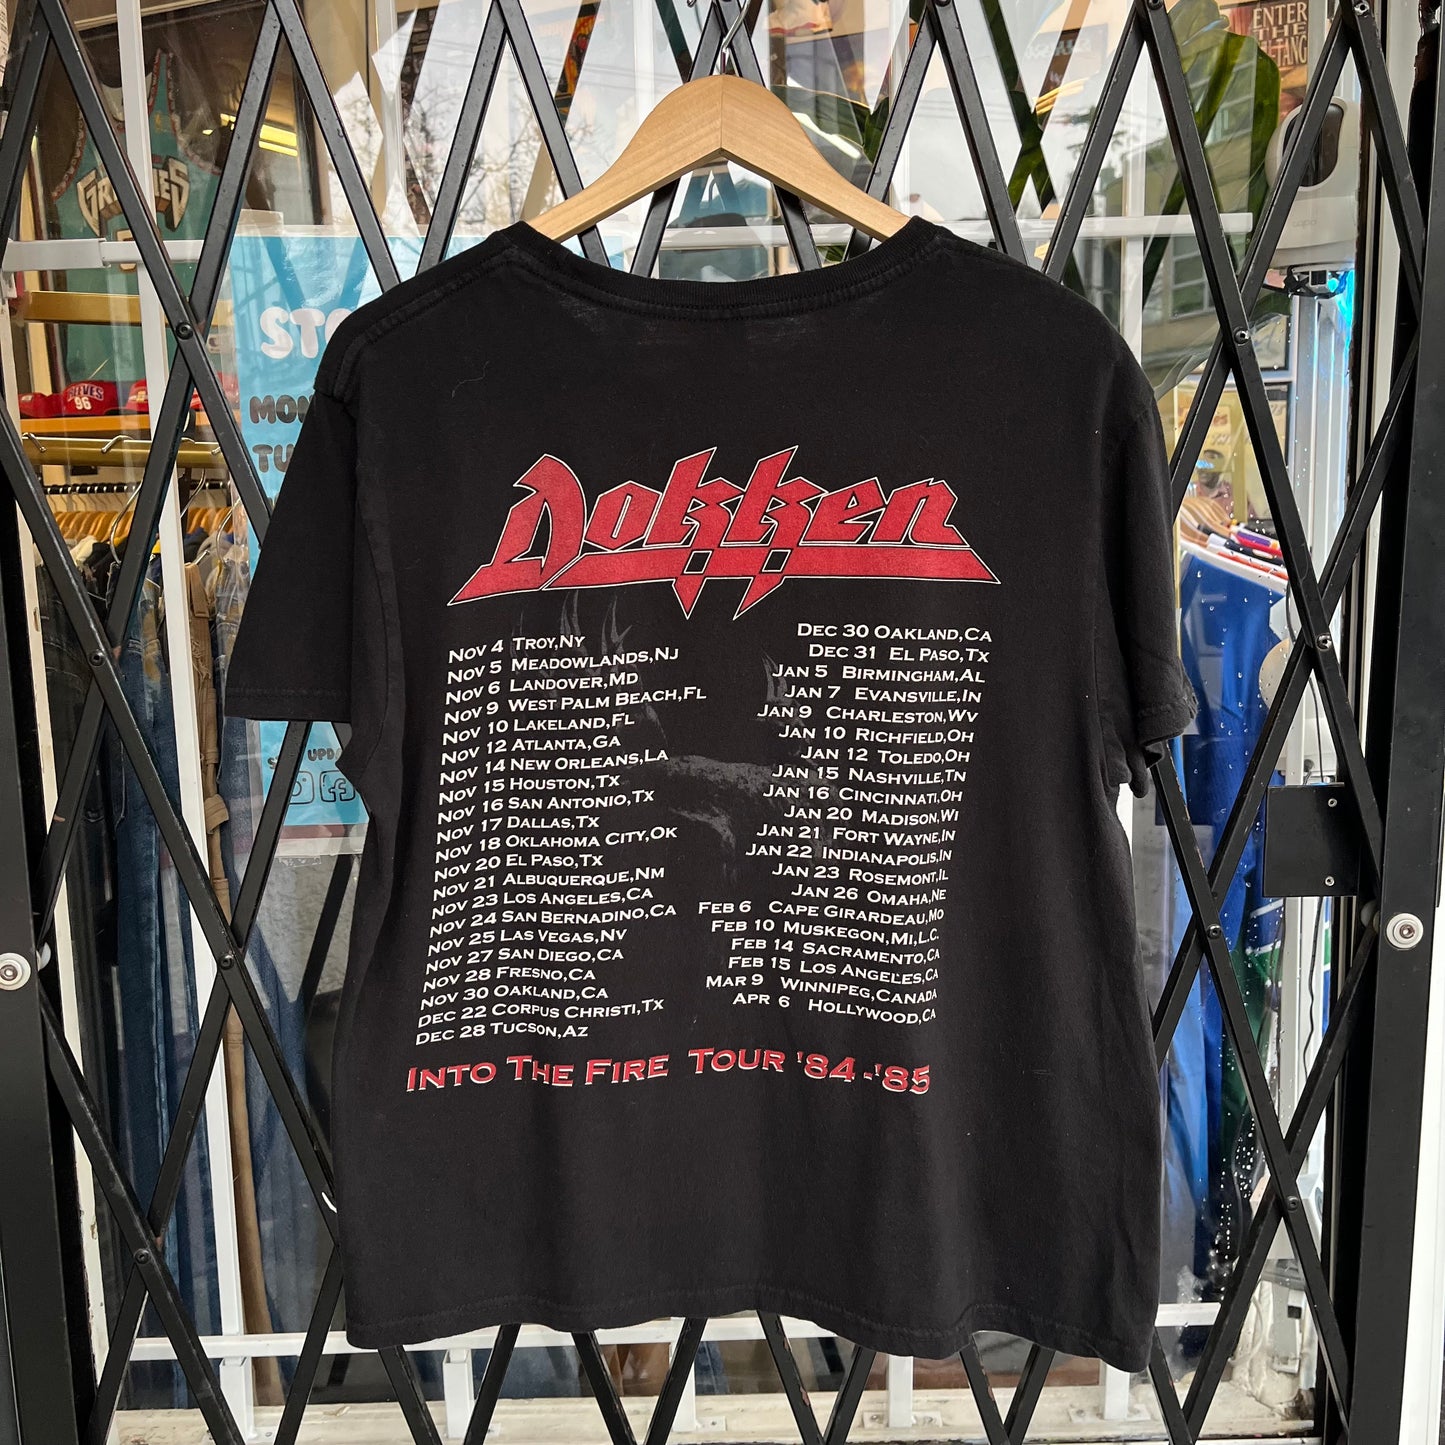 ENTER
THE
GRIZZLIES
REEVES
96
STO
MON
TU
UPDA
Dokken
Nov 4 Troy,NY
Nov 5 Meadowlands,NJ
Nov 6 Landover,MD
Nov 9 West Palm Beach,FL
Nov 10 Lakeland,FL
Nov 12 Atlanta,GA
Nov 14 New Orleans,LA
Nov 15 Houston,Tx
Nov 16 San Antonio,Tx
Nov 17 Dallas,Tx
Nov 18 Oklahoma City,OK
Nov 20 El Paso,Tx
Nov 21 Albuquerque,NM
Nov 23 Los Angeles,CA
Nov 24 San Bernadino,CA
Nov 25 Las Vegas,Nv
Nov 27 San Diego,CA
Nov 28 Fresno,CA
Nov 30 Oakland,CA
Dec 22 Corpus Christi,Tx
Dec 28 Tucson,Az
Dec 30 Oakland,Ca
Dec 31 El Paso,Tx
Jan 5 Birmingham,AL
Jan 7 Evansville,IN
Jan 9 Charleston,Wv
Jan 10 Richfield,OH
Jan 12 Toledo,OH
Jan 15 Nashville,TN
Jan 16 Cincinnati,OH
Jan 20 Madison,WI
Jan 21 Fort Wayne,IN
Jan 22 Indianapolis,IN
Jan 23 Rosemont,IL
Jan 26 Omaha,NE
Feb 6 Cape Girardeau,Mo
Feb 10 Muskegon,MI,L.C.
Feb 14 Sacramento,CA
Feb 15 Los Angeles,CA
Mar 9 Winnipeg,Canada
Apr 6 Hollywood,CA
Into The Fire Tour '84-'85